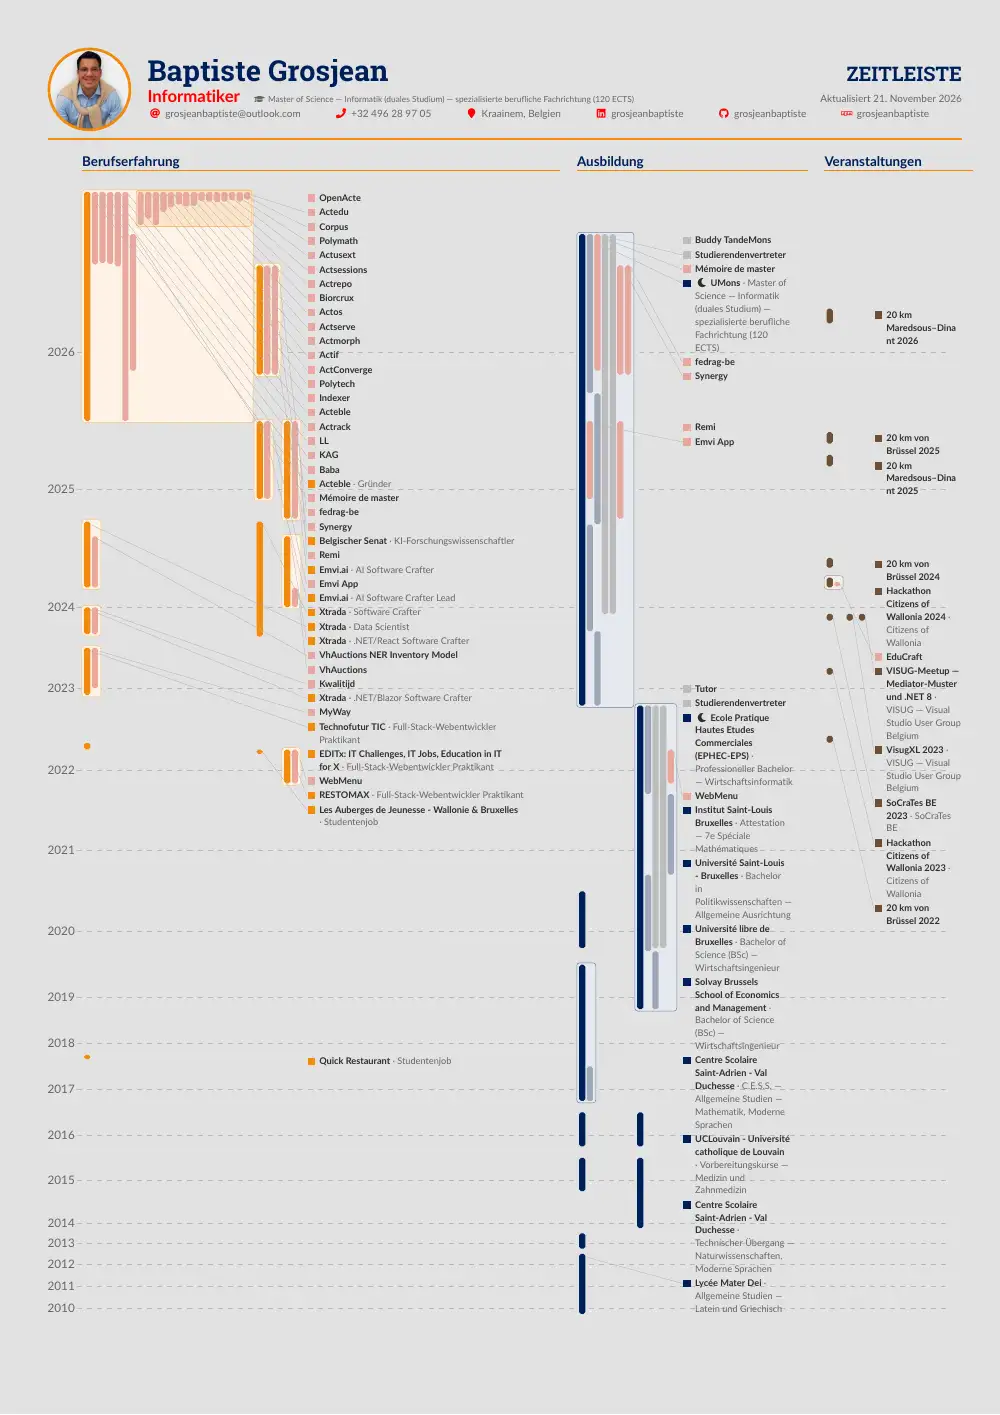 Baptiste Grosjean
ZEITLEISTE
Informatiker
Master of Science — Informatik (duales Studium) — spezialisierte berufliche Fachrichtung (120 ECTS)
Aktualisiert 21. November 2026
grosjeanbaptiste@outlook.com
+32 496 28 97 05
Kraainem, Belgien
grosjeanbaptiste
grosjeanbaptiste
grosjeanbaptiste
Berufserfahrung
OpenActe
Actedu
Corpus
Polymath
Actusext
Actsessions
Actrepo
Biorcrux
Actos
Actserve
Actmorph
Actif
ActConverge
Polytech
Indexer
Acteble
Actrack
LL
KAG
Baba
Acteble · Gründer
Mémoire de master
fedrag-be
Synergy
Belgischer Senat · KI-Forschungswissenschaftler
Remi
Emvi.ai · AI Software Crafter
Emvi App
Emvi.ai · AI Software Crafter Lead
Xtrada · Software Crafter
Xtrada · Data Scientist
Xtrada · .NET/React Software Crafter
VhAuctions NER Inventory Model
VhAuctions
Kwalitijd
Xtrada · .NET/Blazor Software Crafter
MyWay
Technofutur TIC · Full-Stack-Webentwickler
Praktikant
EDITx: IT Challenges, IT Jobs, Education in IT
for X · Full-Stack-Webentwickler Praktikant
WebMenu
RESTOMAX · Full-Stack-Webentwickler Praktikant
Les Auberges de Jeunesse - Wallonie & Bruxelles
· Studentenjob
Quick Restaurant · Studentenjob
Ausbildung
Buddy TandeMons
Studierendenvertreter
Mémoire de master
UMons · Master of
Science — Informatik
(duales Studium) —
spezialisierte berufliche
Fachrichtung (120
ECTS)
fedrag-be
Synergy
Remi
Emvi App
Tutor
Studierendenvertreter
Ecole Pratique
Hautes Etudes
Commerciales
(EPHEC-EPS) ·
Professioneller Bachelor
— Wirtschaftsinformatik
WebMenu
Institut Saint-Louis
Bruxelles · Attestation
— 7e Spéciale
Mathématiques
Université Saint-Louis
- Bruxelles · Bachelor
in
Politikwissenschaften —
Allgemeine Ausrichtung
Université libre de
Bruxelles · Bachelor of
Science (BSc) —
Wirtschaftsingenieur
Solvay Brussels
School of Economics
and Management ·
Bachelor of Science
(BSc) —
Wirtschaftsingenieur
Centre Scolaire
Saint-Adrien - Val
Duchesse · C.E.S.S. —
Allgemeine Studien —
Mathematik, Moderne
Sprachen
UCLouvain - Université
catholique de Louvain
· Vorbereitungskurse —
Medizin und
Zahnmedizin
Centre Scolaire
Saint-Adrien - Val
Duchesse ·
Technischer Übergang —
Naturwissenschaften,
Moderne Sprachen
Lycée Mater Dei ·
Allgemeine Studien —
Latein und Griechisch
Veranstaltungen
20 km
Maredsous–Dina
nt 2026
20 km von
Brüssel 2025
20 km
Maredsous–Dina
nt 2025
20 km von
Brüssel 2024
Hackathon
Citizens of
Wallonia 2024 ·
Citizens of
Wallonia
EduCraft
VISUG-Meetup —
Mediator-Muster
und .NET 8 ·
VISUG — Visual
Studio User Group
Belgium
VisugXL 2023 ·
VISUG — Visual
Studio User Group
Belgium
SoCraTes BE
2023 · SoCraTes
BE
Hackathon
Citizens of
Wallonia 2023 ·
Citizens of
Wallonia
20 km von
Brüssel 2022
2026
2025
2024
2023
2022
2021
2020
2019
2018
2017
2016
2015
2014
2013
2012
2011
2010